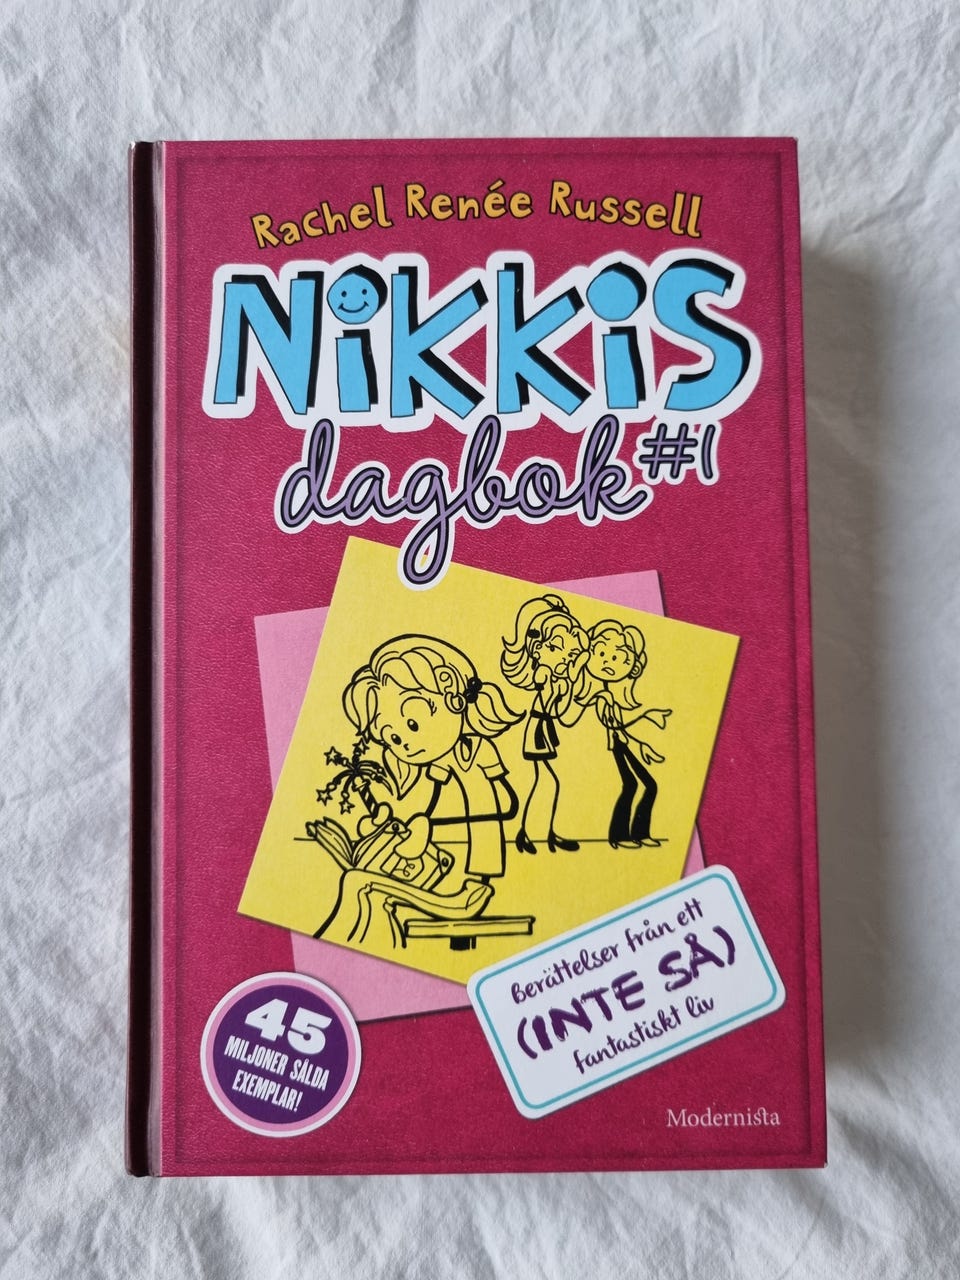 Rachel Renée Russell
NiKKiS
dagbok #1
Berättelser från ett
(INTE SÅ)
fantastiskt liv
45
MILJONER SÅLDA
EXEMPLAR!
Modernista